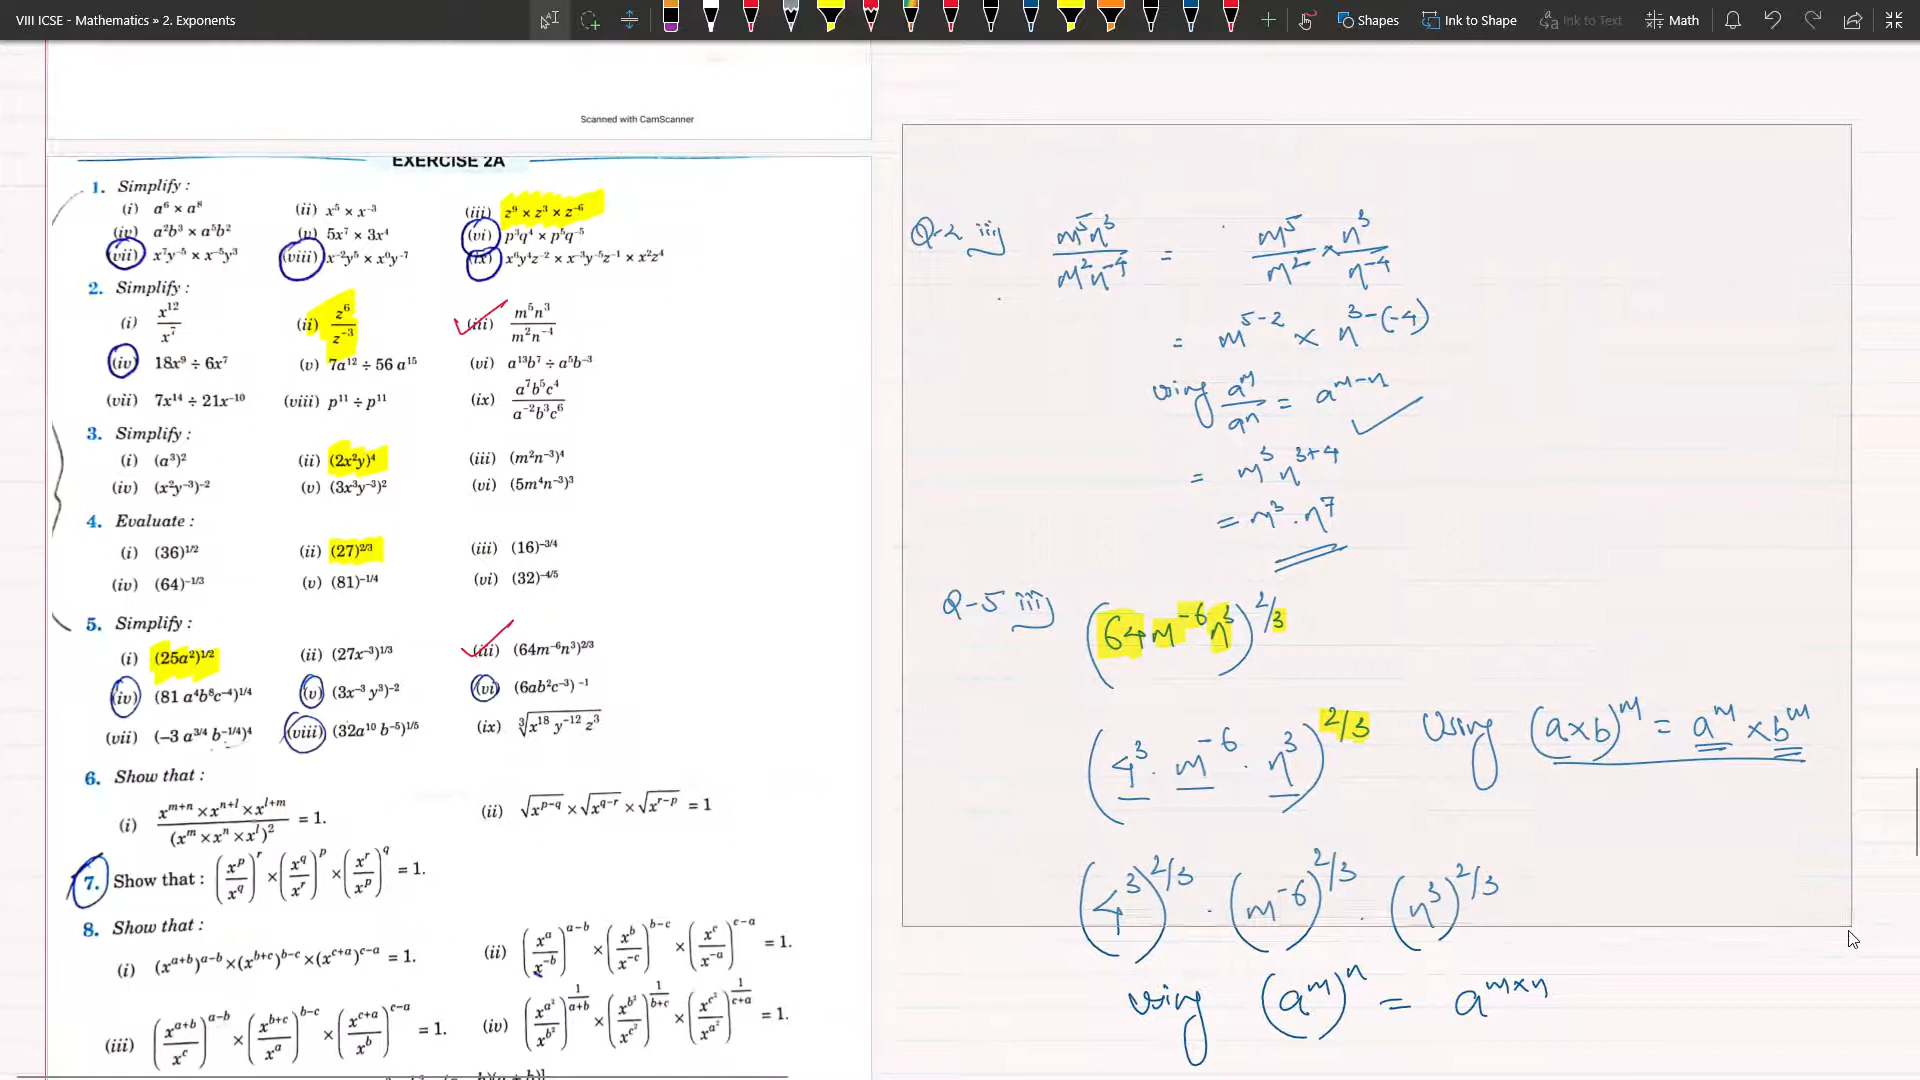 VIII ICSE - Mathematics » 2. Exponents
Shapes
Ink to Shape
Ink to Text
Math
Scanned with CamScanner
EXERCISE 2A
1. Simplify :
(i) a⁶ × a⁸ (ii) x⁵ × x⁻³ (iii) z⁹ × z³ × z⁻⁶
(iv) a²b³ × a⁵b² (v) 5x⁷ × 3x⁴ (vi) p³q⁴ × p⁵q⁻⁵
(vii) x⁷y⁻⁵ × x⁻⁵y³ (viii) x⁻²y⁵ × x⁰y⁻⁷ (ix) x⁶y⁴z⁻² × x⁻³y⁻⁵z⁻¹ × x²z⁴
2. Simplify :
(i) x¹²/x⁷ (ii) z⁶/z⁻³ (iii) m⁵n³/m²n⁻⁴
(iv) 18x⁹ ÷ 6x⁷ (v) 7a¹² ÷ 56 a¹⁵ (vi) a¹³b⁷ ÷ a⁵b⁻³
(vii) 7x¹⁴ ÷ 21x⁻¹⁰ (viii) p¹¹ ÷ p¹¹ (ix) a⁷b⁵c⁴/a⁻²b³c⁶
3. Simplify :
(i) (a³)² (ii) (2x²y)⁴ (iii) (m²n⁻³)⁴
(iv) (x²y⁻³)⁻² (v) (3x³y⁻³)² (vi) (5m⁴n⁻³)³
4. Evaluate :
(i) (36)^1/2 (ii) (27)^2/3 (iii) (16)^–3/4
(iv) (64)^–1/3 (v) (81)^–1/4 (vi) (32)^–4/5
5. Simplify :
(i) (25a²)^1/2 (ii) (27x⁻³)^1/3 (iii) (64m⁻⁶n³)^2/3
(iv) (81 a⁴b⁸c⁻⁴)^1/4 (v) (3x⁻³ y³)⁻² (vi) (6ab²c⁻³)⁻¹
(vii) (–3 a^3/4 b^–1/4)⁴ (viii) (32a¹⁰ b⁻⁵)^1/5 (ix) ∛x¹⁸ y⁻¹² z³
6. Show that :
(i) x^m+n × x^n+l × x^l+m / (x^m × x^n × x^l)² = 1. (ii) √x^p–q × √x^q–r × √x^r–p = 1
7. Show that : (x^p/x^q)^r × (x^q/x^r)^p × (x^r/x^p)^q = 1.
8. Show that :
(i) (x^a+b)^a–b × (x^b+c)^b–c × (x^c+a)^c–a = 1. (ii) (x^a/x^–b)^a–b × (x^b/x^–c)^b–c × (x^c/x^–a)^c–a = 1.
(iii) (x^a+b/x^c)^a–b × (x^b+c/x^a)^b–c × (x^c+a/x^b)^c–a = 1. (iv) (x^a²/x^b²)^1/a+b × (x^b²/x^c²)^1/b+c × (x^c²/x^a²)^1/c+a = 1.
Q-2 iii) m⁵n³/m²n⁻⁴ = m⁵/m² × n³/n⁻⁴
= m^5-2 × n^3-(-4)
using a^m/a^n = a^m-n
= m³ n^3+4
= m³ . n⁷
Q-5 iii) (64 m⁻⁶ n³)^2/3
(4³ . m⁻⁶ . n³)^2/3 Using (a×b)^m = a^m × b^m
(4³)^2/3 . (m⁻⁶)^2/3 . (n³)^2/3
using (a^m)^n = a^m×n